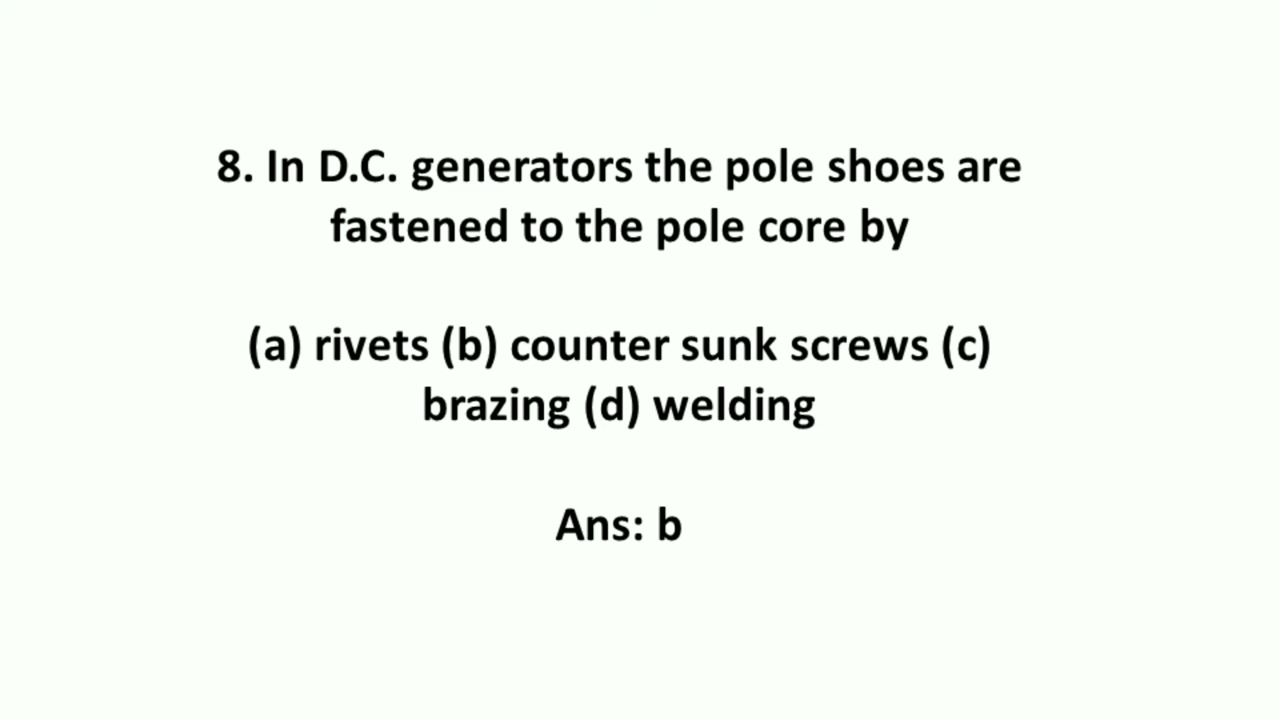 8. In D.C. generators the pole shoes are
fastened to the pole core by
(a) rivets (b) counter sunk screws (c)
brazing (d) welding
Ans: b